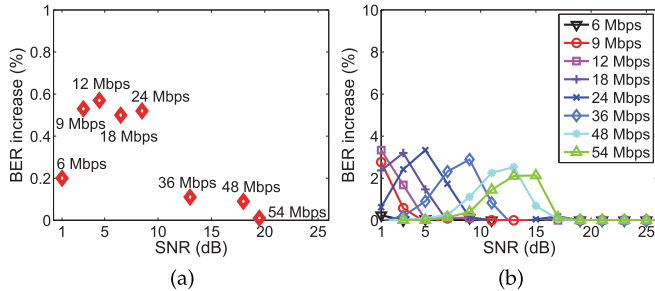 BER increase (%)
1
0.8
0.6
0.4
0.2
0
12 Mbps
24 Mbps
9 Mbps
18 Mbps
6 Mbps
36 Mbps
48 Mbps
54 Mbps
1 5 10 15 20 25
SNR (dB)
(a)
BER increase (%)
10
8
6
4
2
0
6 Mbps
9 Mbps
12 Mbps
18 Mbps
24 Mbps
36 Mbps
48 Mbps
54 Mbps
1 5 10 15 20 25
SNR (dB)
(b)